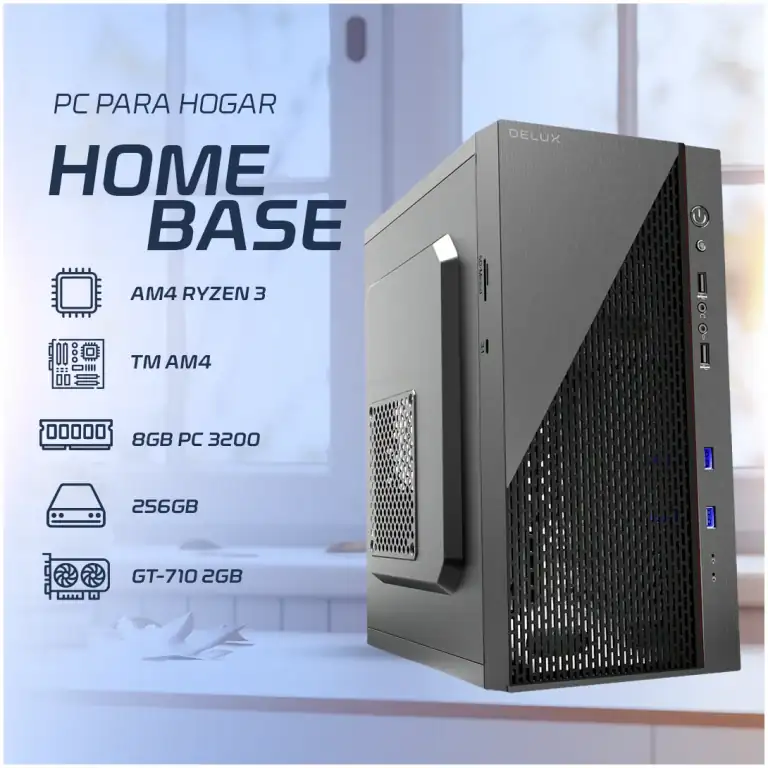 PC PARA HOGAR
HOME
BASE
AM4 RYZEN 3
TM AM4
8GB PC 3200
256GB
GT-710 2GB
DELUX